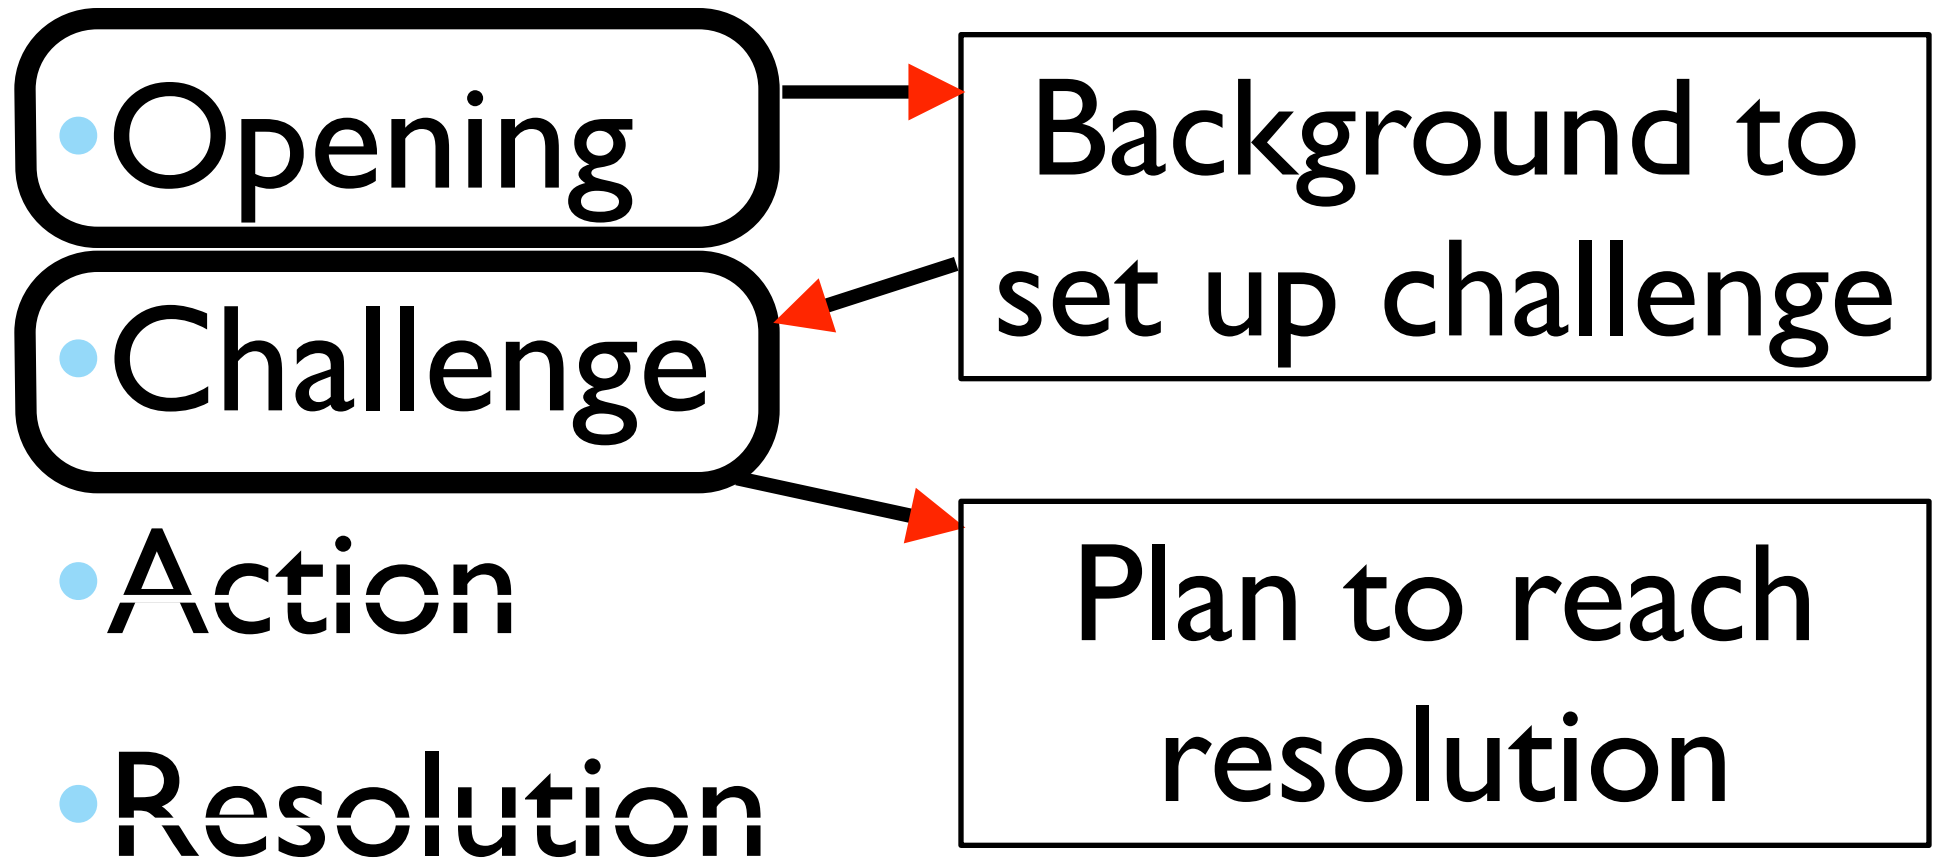 • Opening
• Challenge
• Action
• Resolution
Background to
set up challenge
Plan to reach
resolution